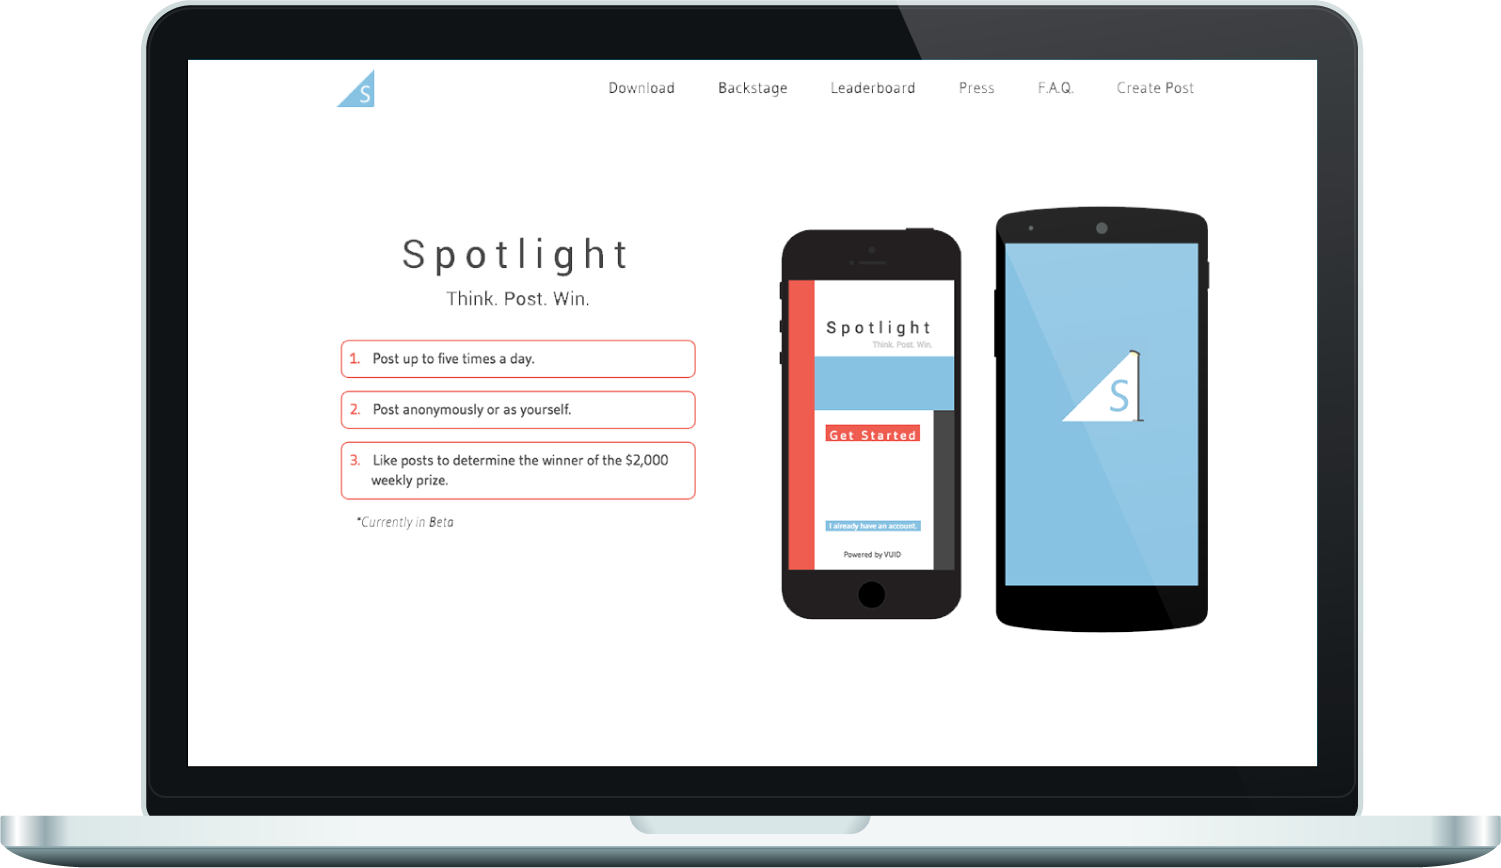 S
Download Backstage Leaderboard Press F.A.Q. Create Post
Spotlight
Think. Post. Win.
1. Post up to five times a day.
2. Post anonymously or as yourself.
3. Like posts to determine the winner of the $2,000
weekly prize.
*Currently in Beta
Spotlight
Think. Post. Win.
Get Started
I already have an account.
Powered by VUID
S